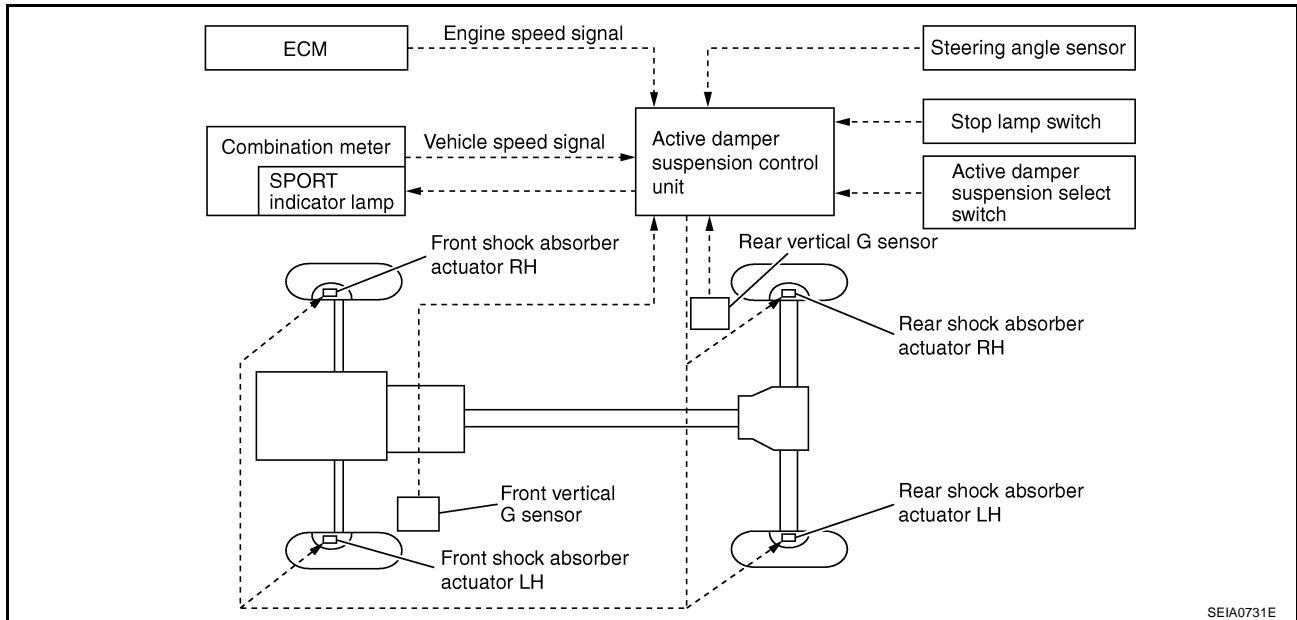 Engine speed signal
ECM
Steering angle sensor
Stop lamp switch
Combination meter
Vehicle speed signal
Active damper
suspension control
unit
SPORT
indicator lamp
Active damper
suspension select
switch
Front shock absorber
actuator RH
Rear vertical G sensor
Rear shock absorber
actuator RH
Front vertical
G sensor
Rear shock absorber
actuator LH
Front shock absorber
actuator LH
SEIA0731E